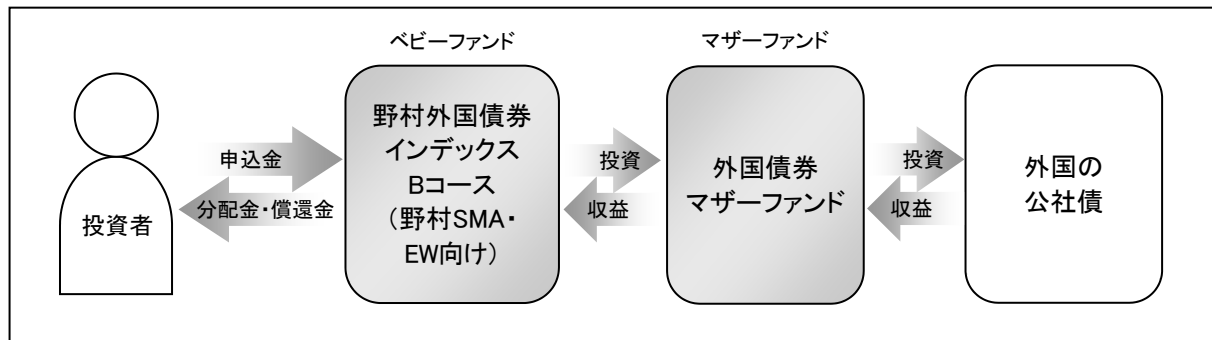 ベビーファンド
マザーファンド
投資者
申込金
分配金・償還金
野村外国債券
インデックス
Bコース
(野村SMA・
EW向け)
投資
収益
外国債券
マザーファンド
投資
収益
外国の
公社債